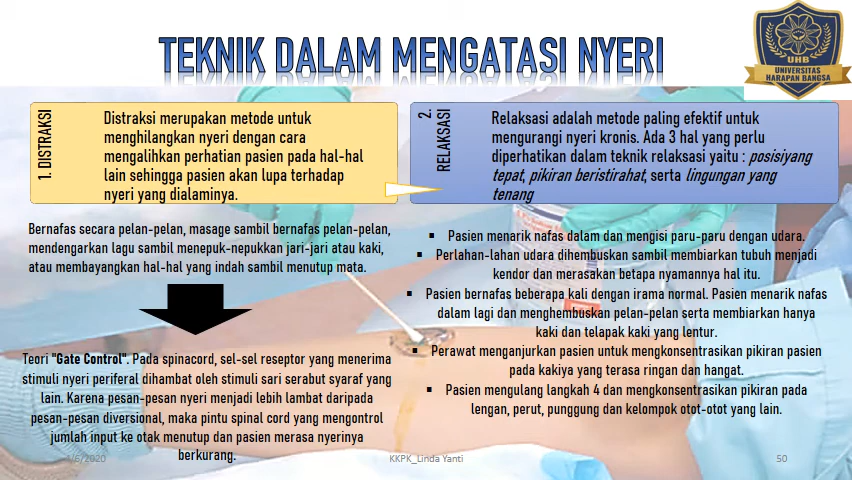 TEKNIK DALAM MENGATASI NYERI
UHB
UNIVERSITAS
HARAPAN BANGSA
1. DISTRAKSI
Distraksi merupakan metode untuk
menghilangkan nyeri dengan cara
mengalihkan perhatian pasien pada hal-hal
lain sehingga pasien akan lupa terhadap
nyeri yang dialaminya.
2.
RELAKSASI
Relaksasi adalah metode paling efektif untuk
mengurangi nyeri kronis. Ada 3 hal yang perlu
diperhatikan dalam teknik relaksasi yaitu : posisiyang
tepat, pikiran beristirahat, serta lingungan yang
tenang
Bernafas secara pelan-pelan, masage sambil bernafas pelan-pelan,
mendengarkan lagu sambil menepuk-nepukkan jari-jari atau kaki,
atau membayangkan hal-hal yang indah sambil menutup mata.
Teori "Gate Control". Pada spinacord, sel-sel reseptor yang menerima
stimuli nyeri periferal dihambat oleh stimuli sari serabut syaraf yang
lain. Karena pesan-pesan nyeri menjadi lebih lambat daripada
pesan-pesan diversional, maka pintu spinal cord yang mengontrol
jumlah input ke otak menutup dan pasien merasa nyerinya
berkurang.
▪ Pasien menarik nafas dalam dan mengisi paru-paru dengan udara.
▪ Perlahan-lahan udara dihembuskan sambil membiarkan tubuh menjadi
kendor dan merasakan betapa nyamannya hal itu.
▪ Pasien bernafas beberapa kali dengan irama normal. Pasien menarik nafas
dalam lagi dan menghembuskan pelan-pelan serta membiarkan hanya
kaki dan telapak kaki yang lentur.
▪ Perawat menganjurkan pasien untuk mengkonsentrasikan pikiran pasien
pada kakiya yang terasa ringan dan hangat.
▪ Pasien mengulang langkah 4 dan mengkonsentrasikan pikiran pada
lengan, perut, punggung dan kelompok otot-otot yang lain.
/6/2020
KKPK_Linda Yanti
50